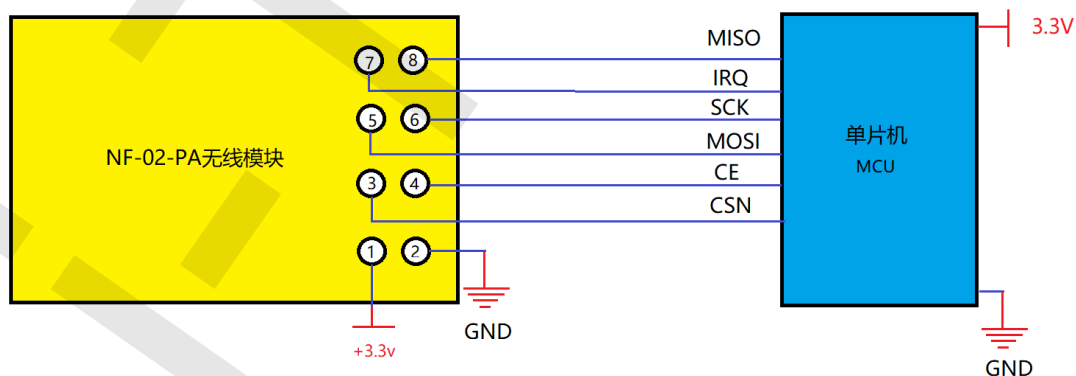 MISO
3.3V
7
8
IRQ
SCK
5
6
MOSI
单片机
MCU
NF-02-PA无线模块
CE
3
4
CSN
1
2
GND
+3.3v
GND